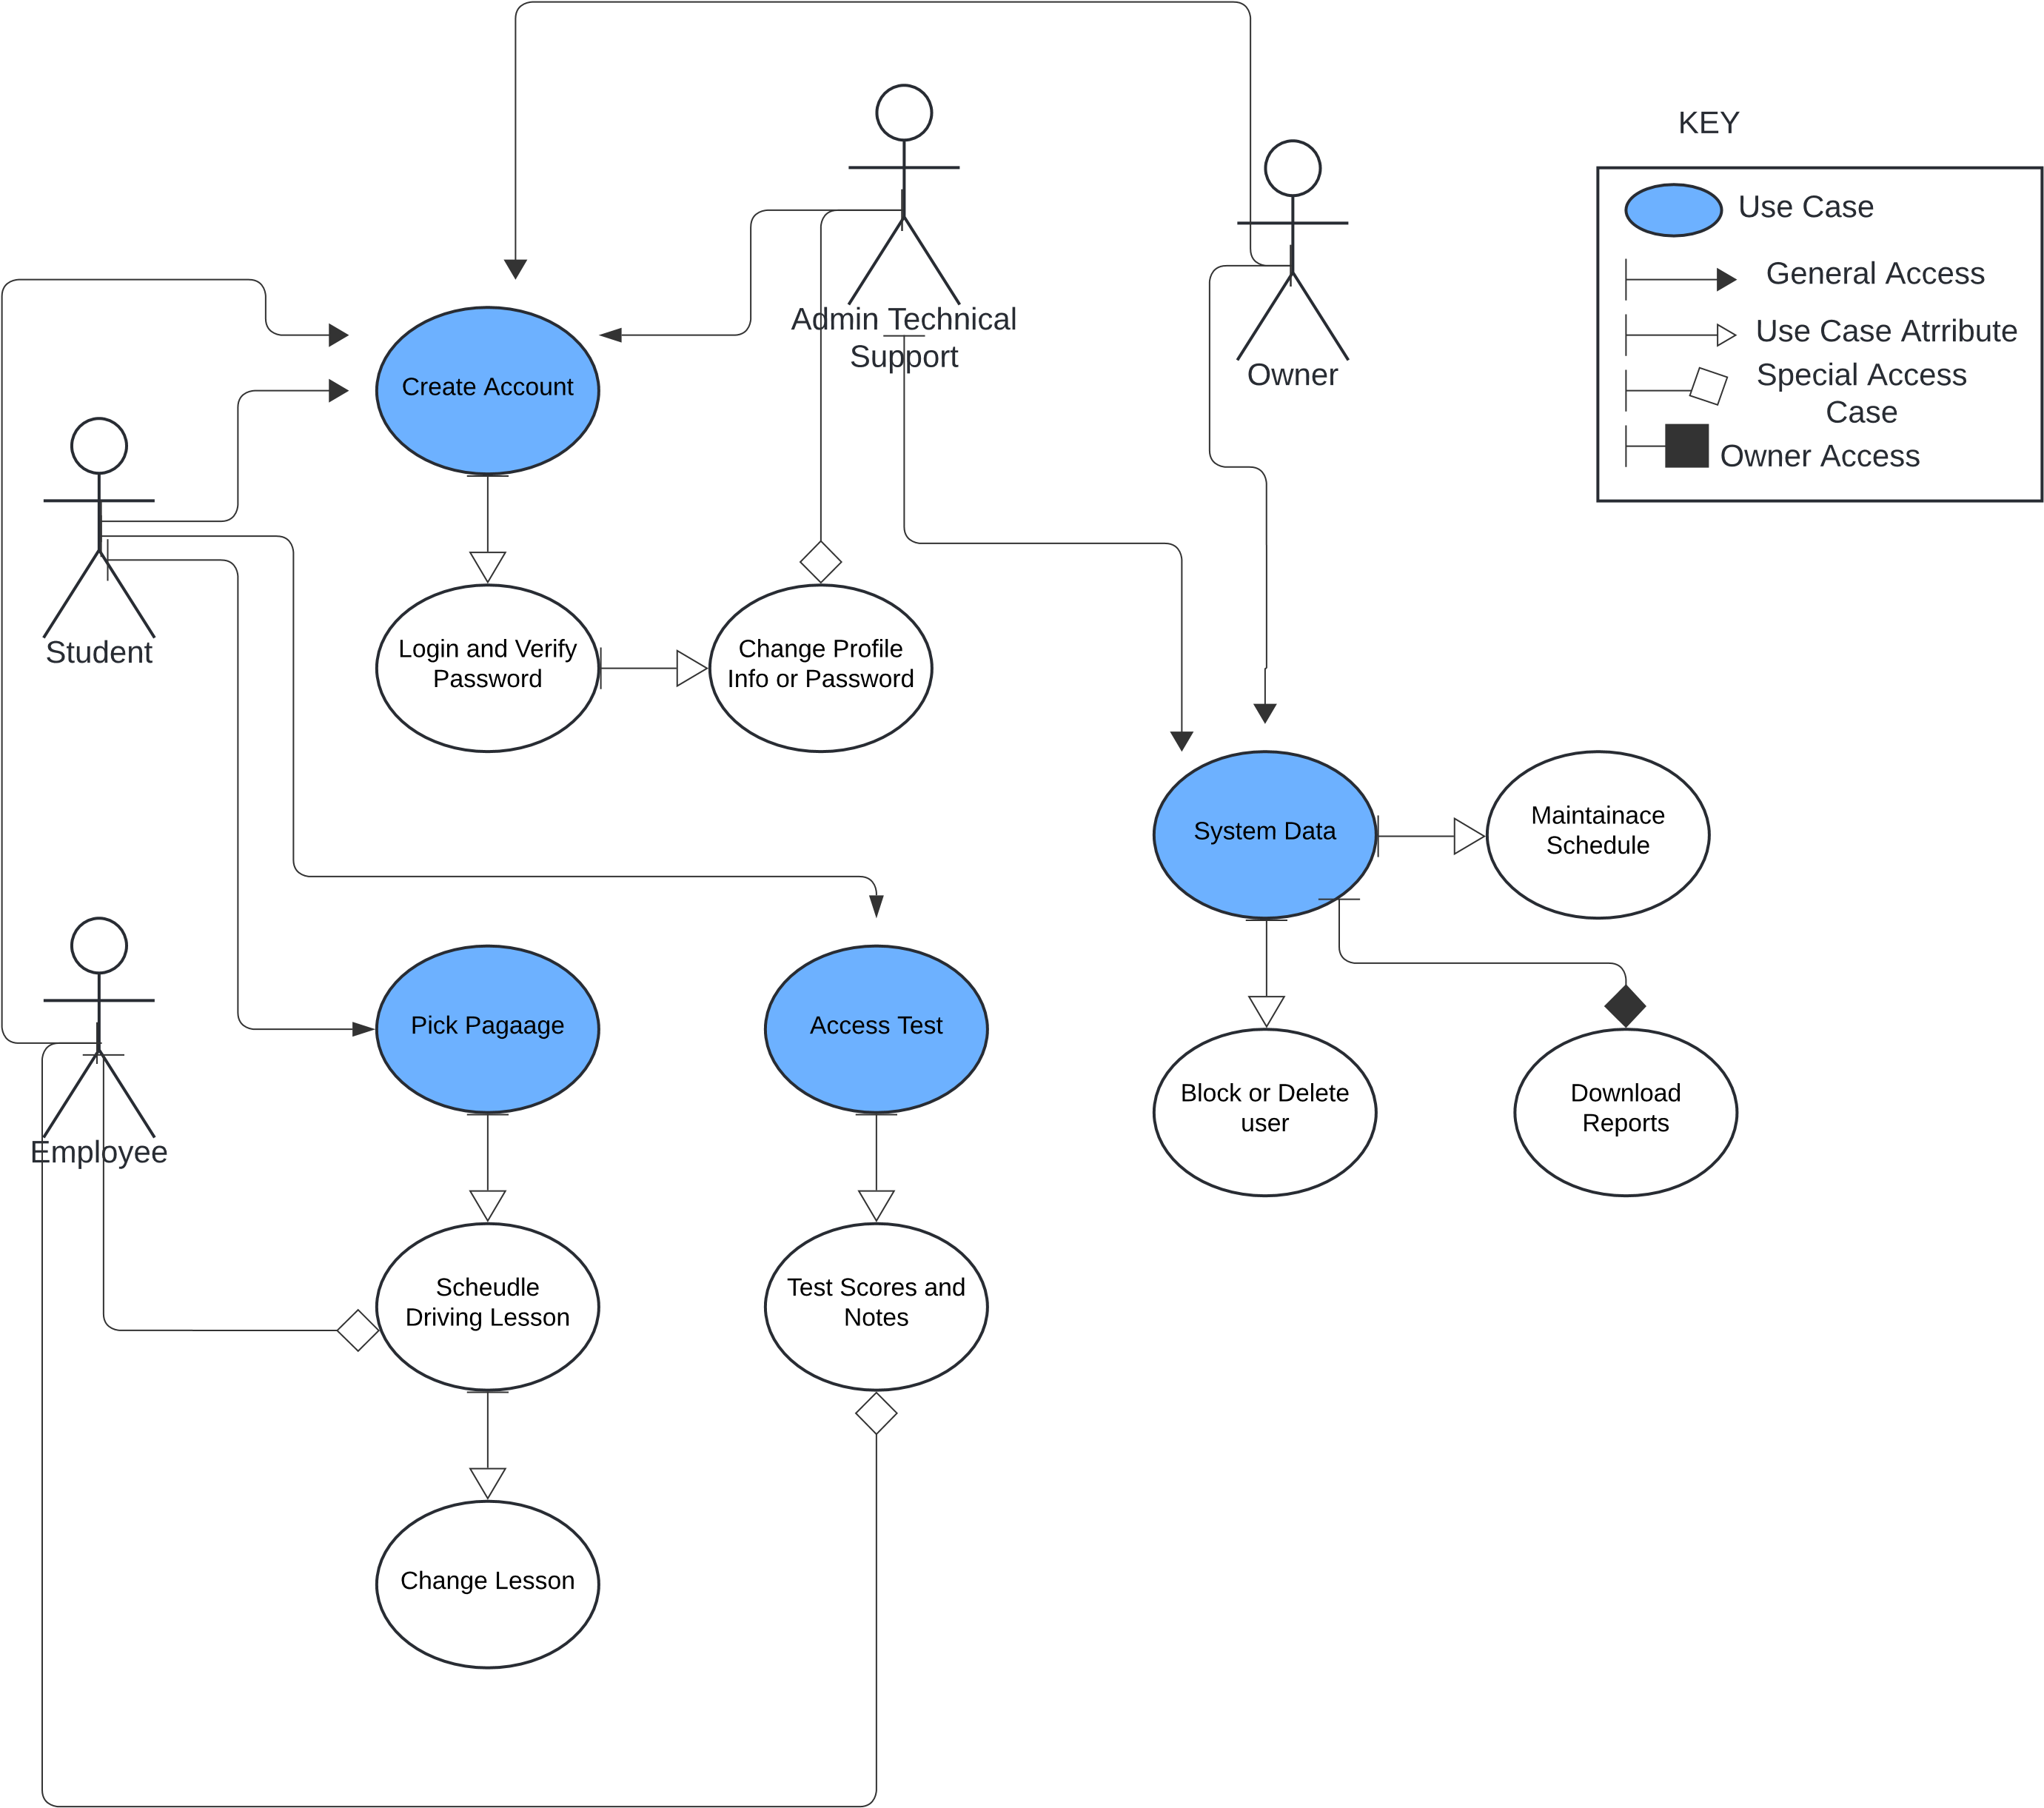 KEY
Use Case
General Access
Use Case Atrribute
Special Access
Case
Owner Access
Admin Technical
Support
Owner
Create Account
Student
Login and Verify
Password
Change Profile
Info or Password
System Data
Maintainace
Schedule
Employee
Pick Pagaage
Access Test
Block or Delete
user
Download
Reports
Scheudle
Driving Lesson
Test Scores and
Notes
Change Lesson